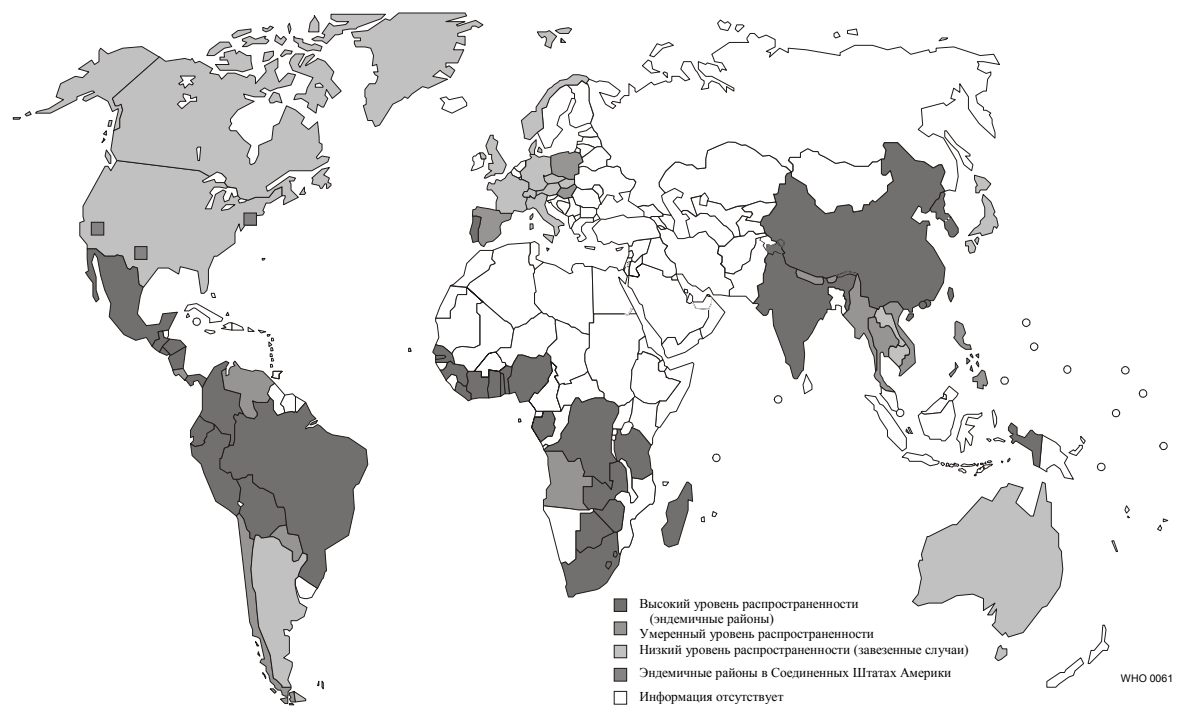 Высокий уровень распространенности
(эндемичные районы)
Умеренный уровень распространенности
Низкий уровень распространенности (завезенные случаи)
Эндемичные районы в Соединенных Штатах Америки
Информация отсутствует
WHO 0061